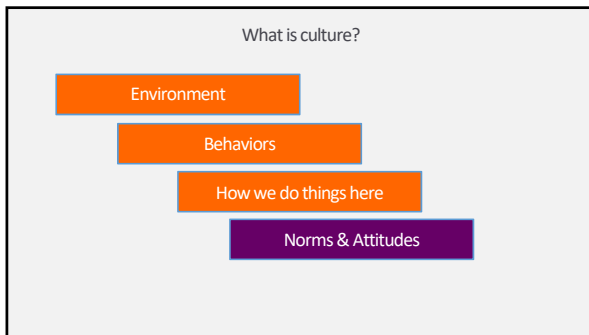 What is culture?
Environment
Behaviors
How we do things here
Norms & Attitudes